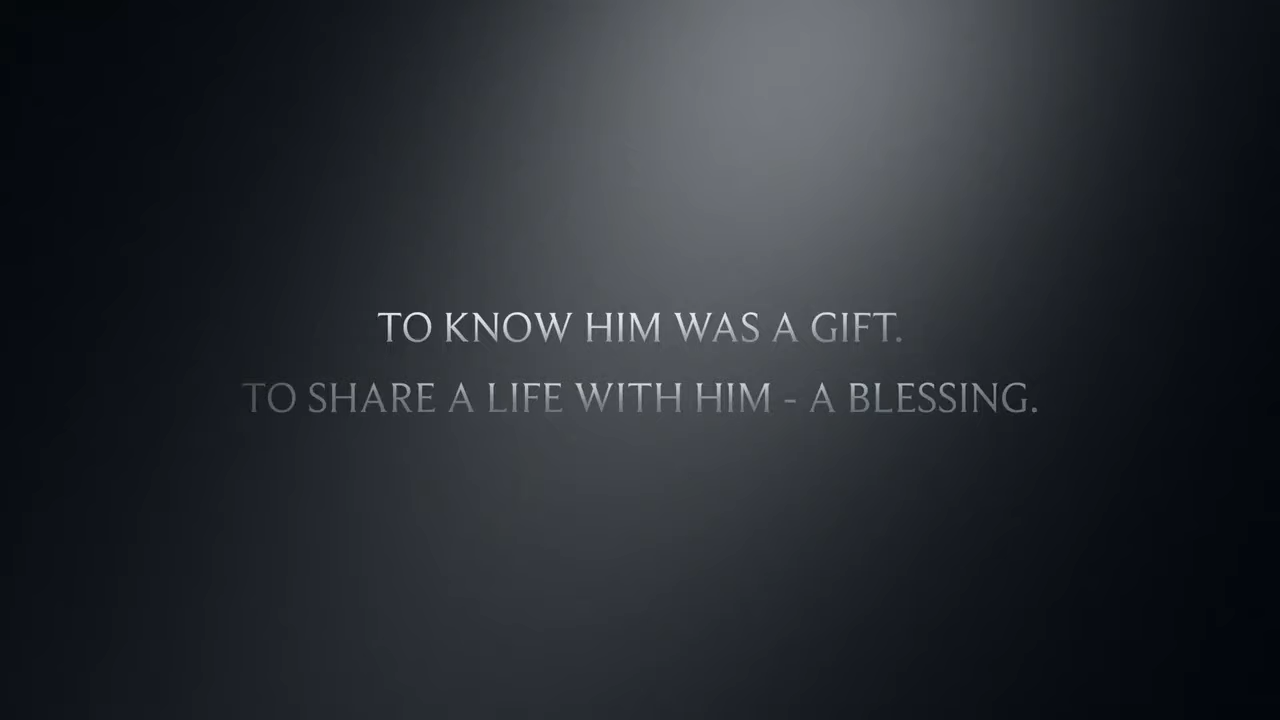 TO KNOW HIM WAS A GIFT.
TO SHARE A LIFE WITH HIM - A BLESSING.